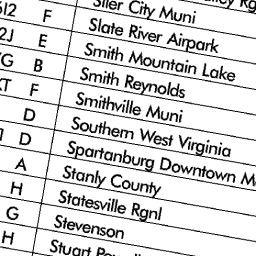 Siler City Muni
F Slate River Airpark
E Smith Mountain Lake
B Smith Reynolds
F Smithville Muni
D Southern West Virginia
D Spartanburg Downtown
A Stanly County
H Statesville Rgnl
G Stevenson
H Stuart